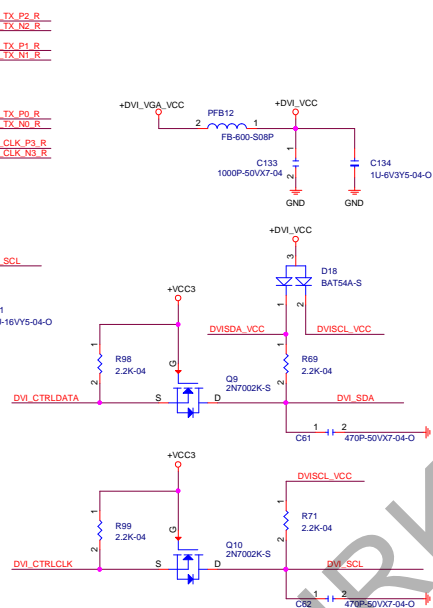 TX_P2_R
TX_N2_R
TX_P1_R
TX_N1_R
TX_P0_R
TX_N0_R
CLK_P3_R
CLK_N3_R
+DVI_VGA_VCC
PFB12
2 1
FB-600-S08P
+DVI_VCC
1
C133
1000P-50VX7-04
2
GND
C134
1U-6V3Y5-04-O
GND
SCL
1
-16VY5-04-O
+DVI_VCC
3
D18
BAT54A-S
1 2
DVISDA_VCC
DVISCL_VCC
+VCC3
1
R98
2.2K-04
2
G
Q9
2N7002K-S
1
R69
2.2K-04
2
DVI_CTRLDATA
S D
DVI_SDA
C61 1 2 470P-50VX7-04-O
+VCC3
DVISCL_VCC
1
R99
2.2K-04
2
G
Q10
2N7002K-S
1
R71
2.2K-04
2
DVI_CTRLCLK
S D
DVI_SCL
C62 1 2 470P-50VX7-04-O